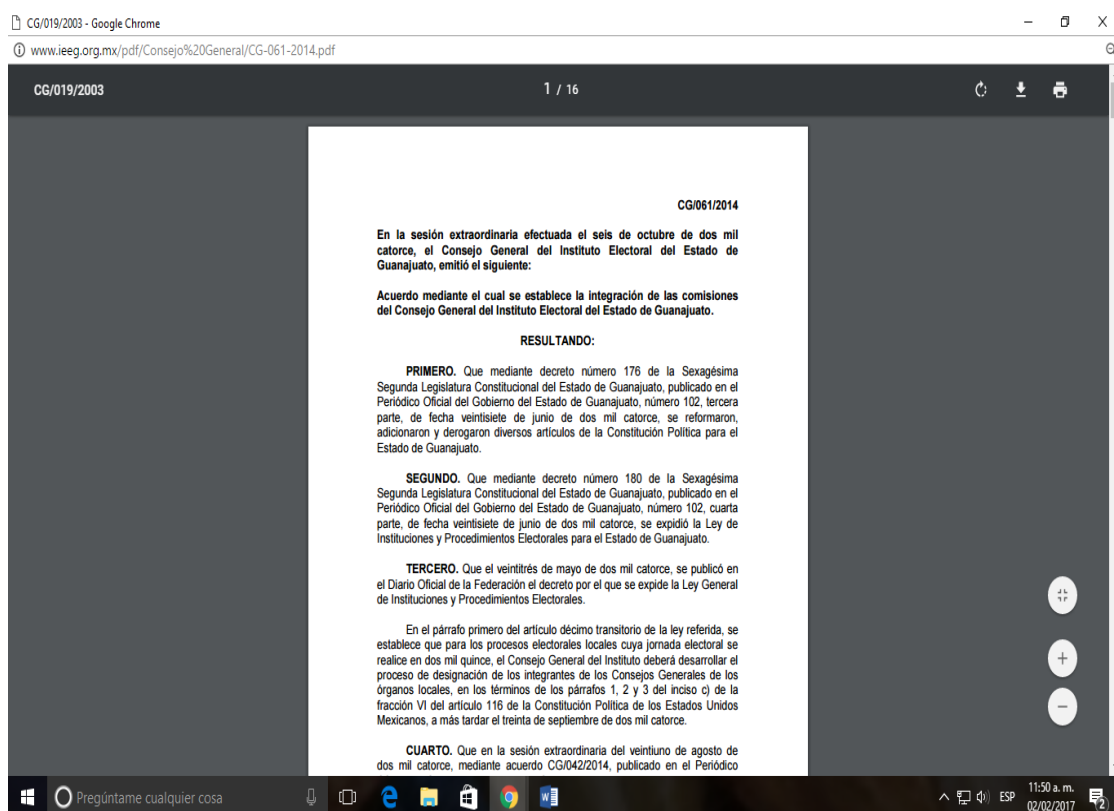 CG/019/2003 - Google Chrome
www.ieeg.org.mx/pdf/Consejo%20General/CG-061-2014.pdf
CG/019/2003
1 / 16
CG/061/2014
En la sesión extraordinaria efectuada el seis de octubre de dos mil
catorce, el Consejo General del Instituto Electoral del Estado de
Guanajuato, emitió el siguiente:
Acuerdo mediante el cual se establece la integración de las comisiones
del Consejo General del Instituto Electoral del Estado de Guanajuato.
RESULTANDO:
PRIMERO. Que mediante decreto número 176 de la Sexagésima
Segunda Legislatura Constitucional del Estado de Guanajuato, publicado en el
Periódico Oficial del Gobierno del Estado de Guanajuato, número 102, tercera
parte, de fecha veintisiete de junio de dos mil catorce, se reformaron,
adicionaron y derogaron diversos artículos de la Constitución Política para el
Estado de Guanajuato.
SEGUNDO. Que mediante decreto número 180 de la Sexagésima
Segunda Legislatura Constitucional del Estado de Guanajuato, publicado en el
Periódico Oficial del Gobierno del Estado de Guanajuato, número 102, cuarta
parte, de fecha veintisiete de junio de dos mil catorce, se expidió la Ley de
Instituciones y Procedimientos Electorales para el Estado de Guanajuato.
TERCERO. Que el veintitrés de mayo de dos mil catorce, se publicó en
el Diario Oficial de la Federación el decreto por el que se expide la Ley General
de Instituciones y Procedimientos Electorales.
En el párrafo primero del artículo décimo transitorio de la ley referida, se
establece que para los procesos electorales locales cuya jornada electoral se
realice en dos mil quince, el Consejo General del Instituto deberá desarrollar el
proceso de designación de los integrantes de los Consejos Generales de los
órganos locales, en los términos de los párrafos 1, 2 y 3 del inciso c) de la
fracción VI del artículo 116 de la Constitución Política de los Estados Unidos
Mexicanos, a más tardar el treinta de septiembre de dos mil catorce.
CUARTO. Que en la sesión extraordinaria del veintiuno de agosto de
dos mil catorce, mediante acuerdo CG/042/2014, publicado en el Periódico
Pregúntame cualquier cosa
ESP
11:50 a. m.
02/02/2017